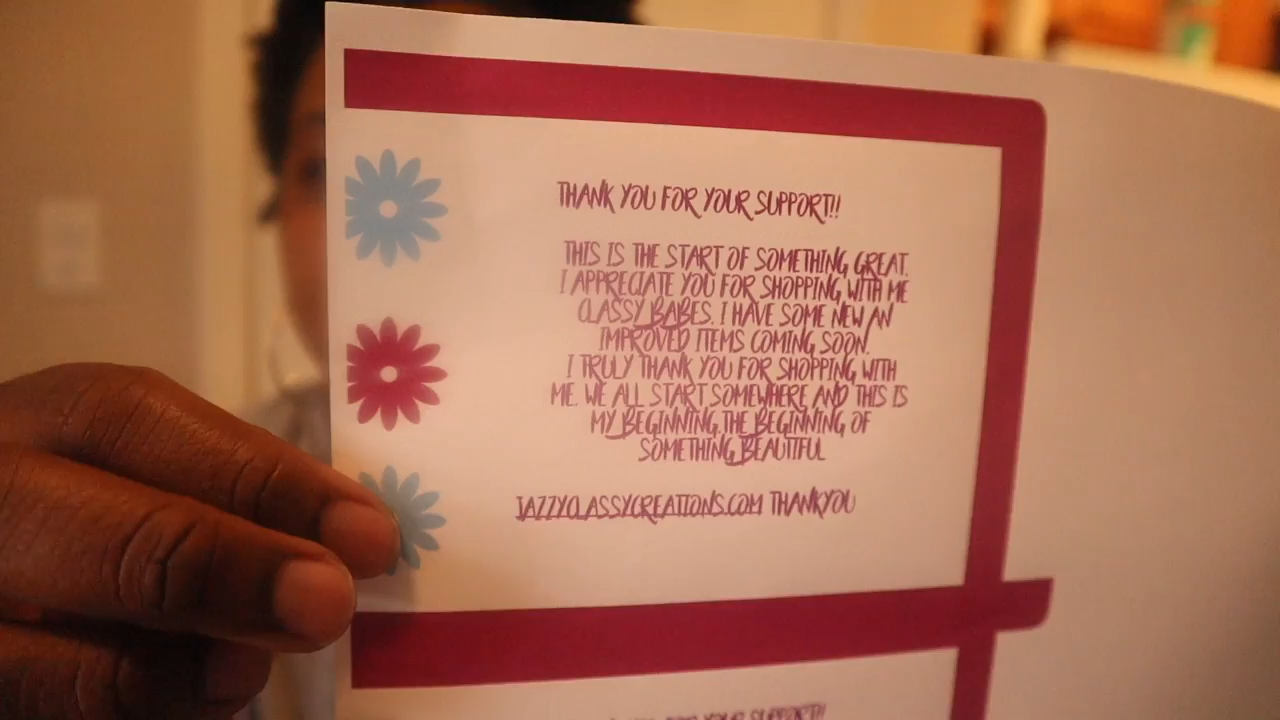 THANK YOU FOR YOUR SUPPORT!!
THIS IS THE START OF SOMETHING GREAT.
I APPRECIATE YOU FOR SHOPPING WITH ME
CLASSY BABES. I HAVE SOME NEW AN
IMPROVED ITEMS COMING SOON.
I TRULY THANK YOU FOR SHOPPING WITH
ME. WE ALL START SOMEWHERE AND THIS IS
MY BEGINNING.THE BEGINNING OF
SOMETHING BEAUTIFUL
JAZZYCLASSYCREATIONS.COM THANKYOU
YOUR SUPPORT!!